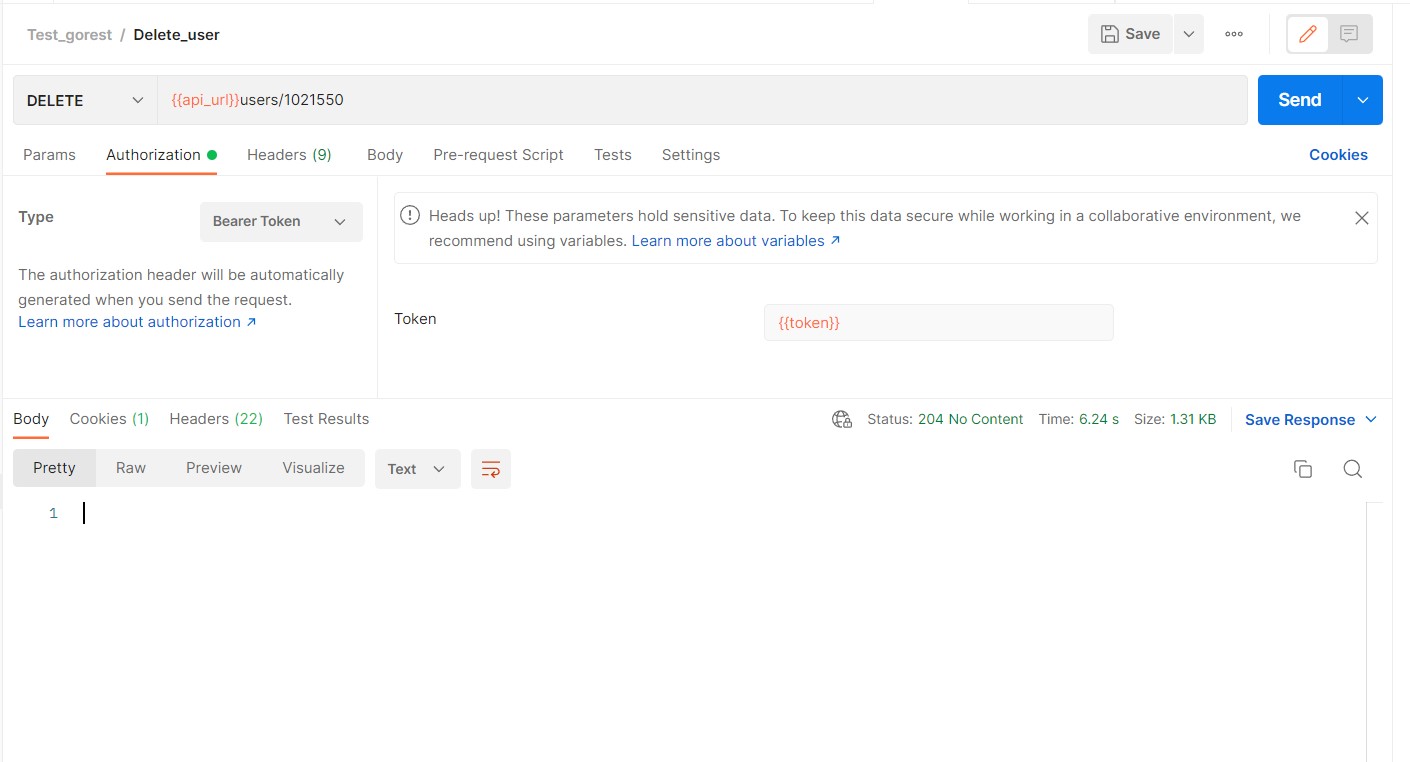 Test_gorest / Delete_user
Save
DELETE
{{api_url}}users/1021550
Send
Params Authorization Headers (9) Body Pre-request Script Tests Settings Cookies
Type
Bearer Token
The authorization header will be automatically
generated when you send the request.
Learn more about authorization ↗
Heads up! These parameters hold sensitive data. To keep this data secure while working in a collaborative environment, we
recommend using variables. Learn more about variables ↗
Token
{{token}}
Body Cookies (1) Headers (22) Test Results
Status: 204 No Content Time: 6.24 s Size: 1.31 KB Save Response
Pretty Raw Preview Visualize Text
1